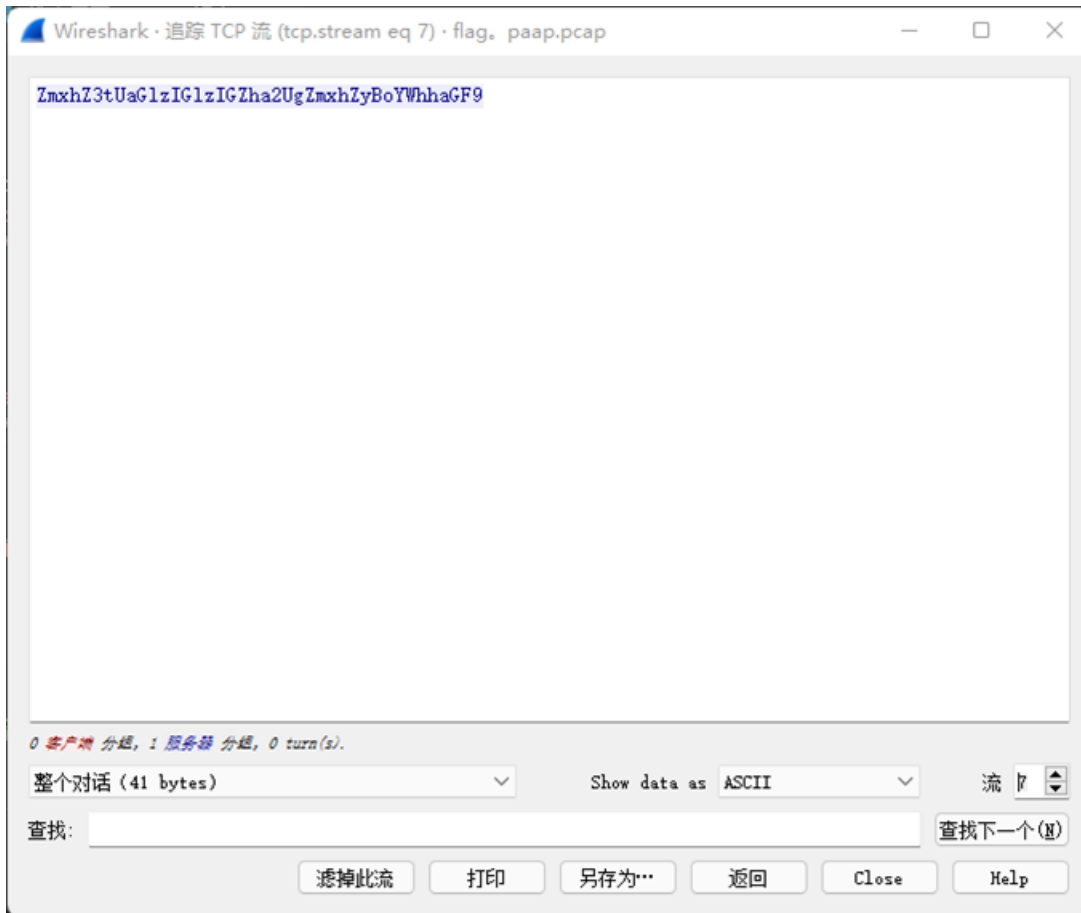 Wireshark · 追踪 TCP 流 (tcp.stream eq 7) · flag。paap.pcap
ZmxhZ3tUaGlzIGlzIGZha2UgZmxhZyBoYWhhaGF9
0 客户端 分组, 1 服务器 分组, 0 turn(s).
整个对话 (41 bytes) Show data as ASCII 流 7
查找: 查找下一个(N)
滤掉此流 打印 另存为… 返回 Close Help